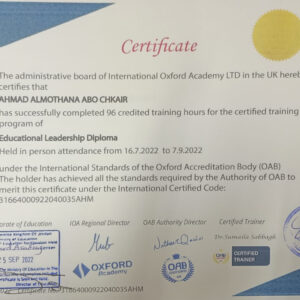 Certificate
The administrative board of International Oxford Academy LTD in the UK hereb
certifies that
AHMAD ALMOTHANA ABO CHKAIR
has successfully completed 96 credited training hours for the certified training
program of
Educational Leadership Diploma
Held in person attendance from 16.7.2022 to 7.9.2022
under the International Standards of the Oxford Accreditation Body (OAB)
The holder has achieved all the standards required by the Authority of OAB to
merit this certificate under the International Certified Code:
3166400092204003SAHM
torate of Education IOA Regional Director OAB Authority Director Certified Trainer
5 SEP 2022
OXFORD
Academy
OAB
CERTIFIED
TRAINER